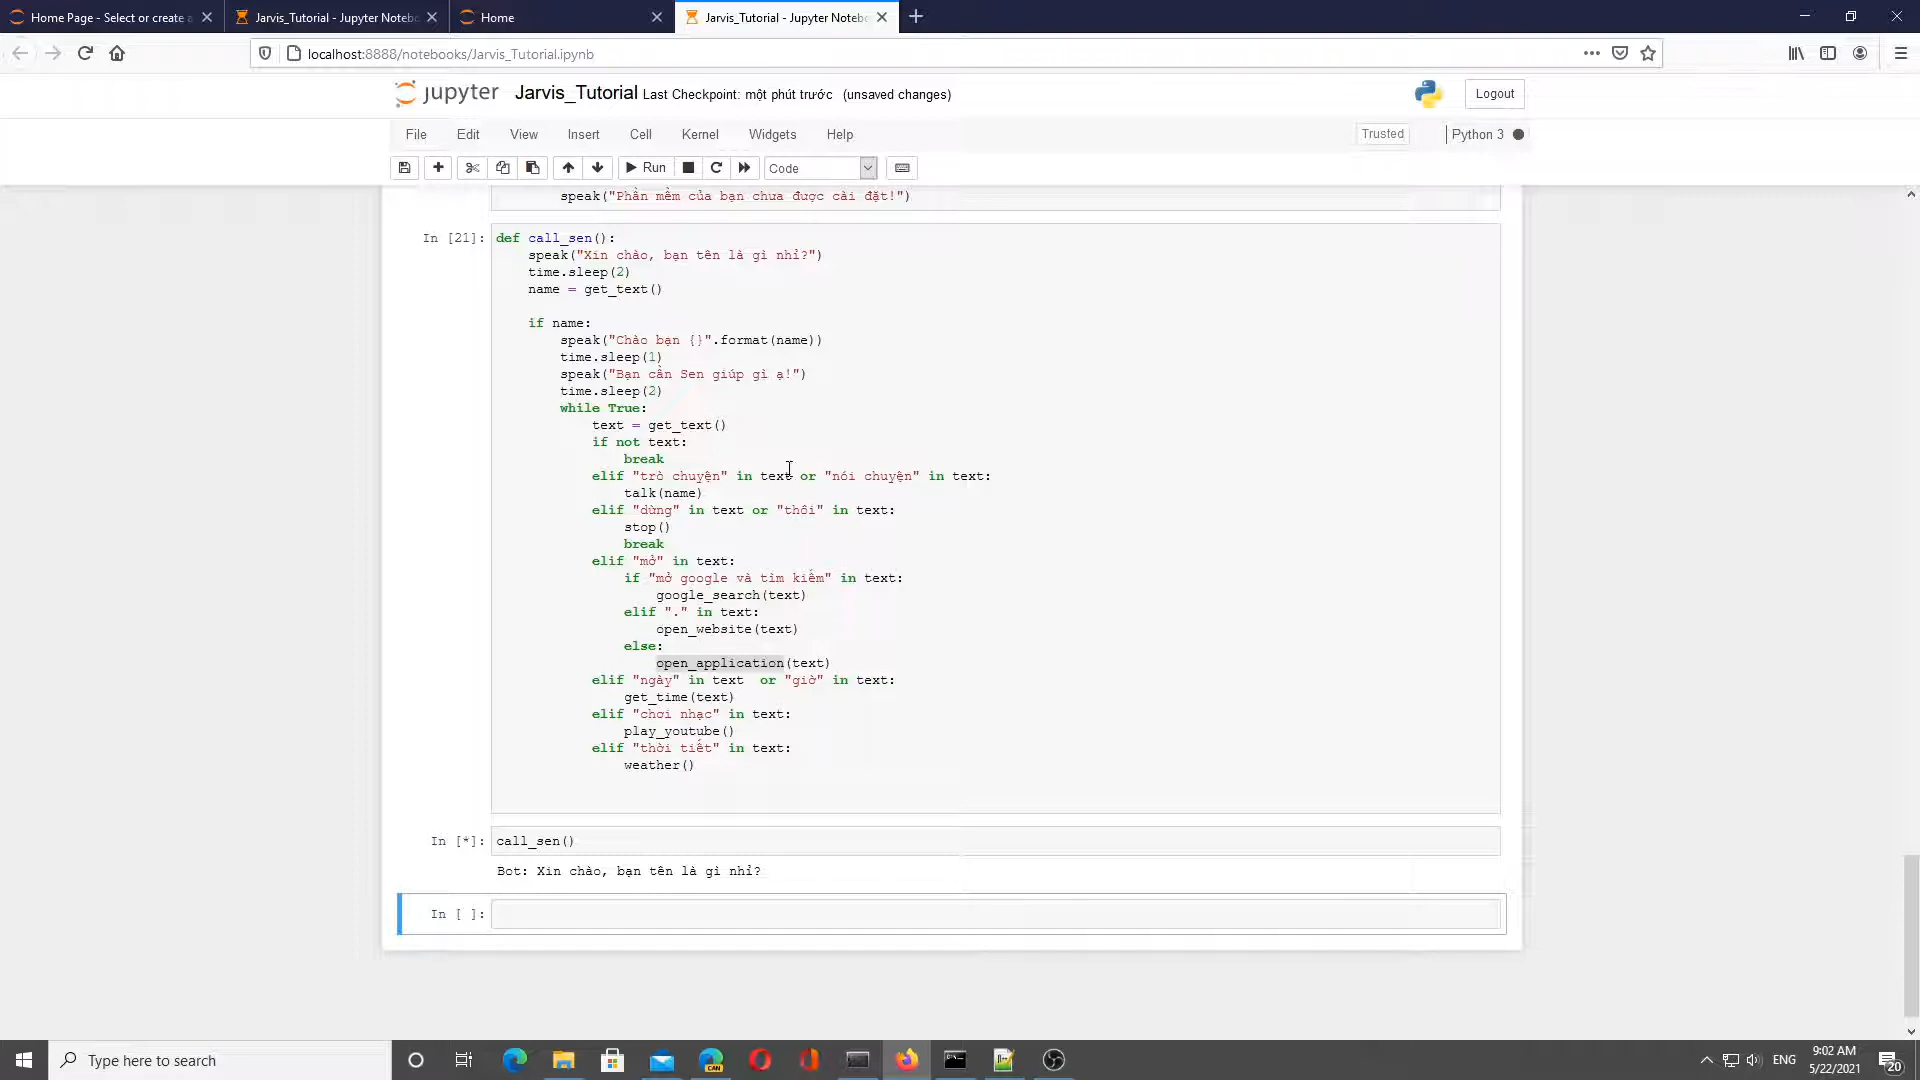 Home Page - Select or create a
Jarvis_Tutorial - Jupyter Notebo
Home
Jarvis_Tutorial - Jupyter Notebo
localhost:8888/notebooks/Jarvis_Tutorial.ipynb
jupyter Jarvis_Tutorial Last Checkpoint: một phút trước (unsaved changes)
Logout
File Edit View Insert Cell Kernel Widgets Help
Trusted
Python 3
Run
Code
speak("Phần mềm của bạn chưa được cài đặt!")
In [21]: def call_sen():
speak("Xin chào, bạn tên là gì nhỉ?")
time.sleep(2)
name = get_text()
if name:
speak("Chào bạn {}".format(name))
time.sleep(1)
speak("Bạn cần Sen giúp gì ạ!")
time.sleep(2)
while True:
text = get_text()
if not text:
break
elif "trò chuyện" in text or "nói chuyện" in text:
talk(name)
elif "dừng" in text or "thôi" in text:
stop()
break
elif "mở" in text:
if "mở google và tìm kiếm" in text:
google_search(text)
elif "." in text:
open_website(text)
else:
open_application(text)
elif "ngày" in text  or "giờ" in text:
get_time(text)
elif "chơi nhạc" in text:
play_youtube()
elif "thời tiết" in text:
weather()
In [*]: call_sen()
Bot: Xin chào, bạn tên là gì nhỉ?
In [ ]:
Type here to search
CAN
ENG
9:02 AM
5/22/2021
20